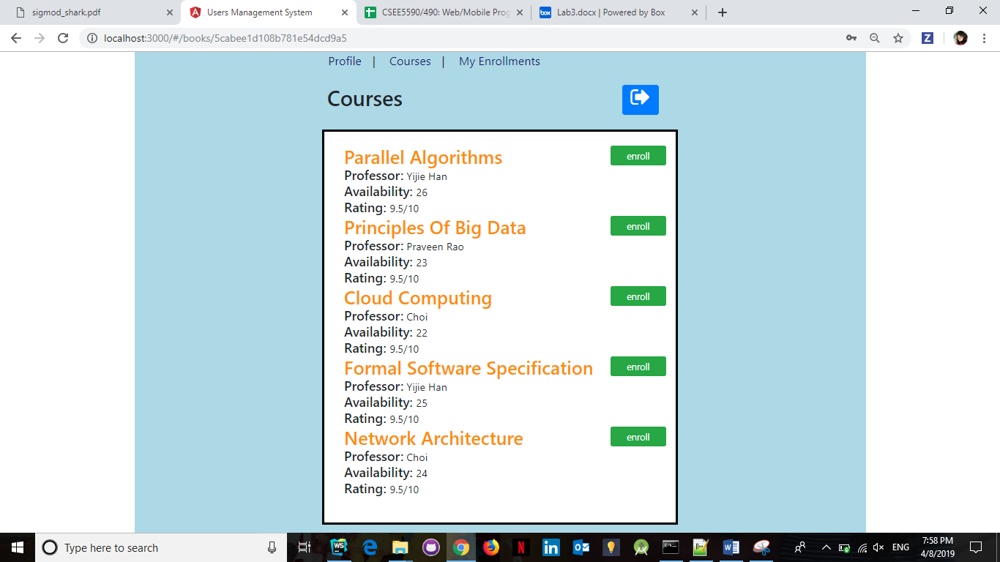 sigmod_shark.pdf
Users Management System
CSEE5590/490: Web/Mobile Prog
Lab3.docx | Powered by Box
localhost:3000/#/books/5cabee1d108b781e54dcd9a5
Profile | Courses | My Enrollments
Courses
Parallel Algorithms
enroll
Professor: Yijie Han
Availability: 26
Rating: 9.5/10
Principles Of Big Data
enroll
Professor: Praveen Rao
Availability: 23
Rating: 9.5/10
Cloud Computing
enroll
Professor: Choi
Availability: 22
Rating: 9.5/10
Formal Software Specification
enroll
Professor: Yijie Han
Availability: 25
Rating: 9.5/10
Network Architecture
enroll
Professor: Choi
Availability: 24
Rating: 9.5/10
Type here to search
ENG
7:58 PM
4/8/2019